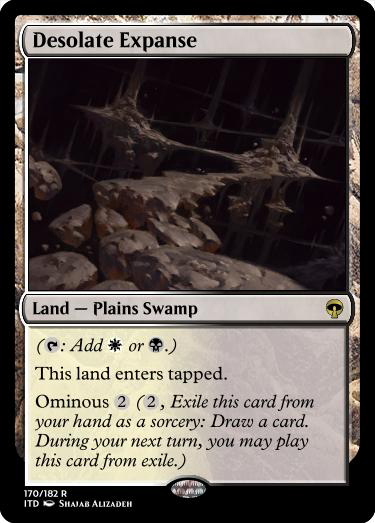 Desolate Expanse
Land — Plains Swamp
(T: Add W or B.)
This land enters tapped.
Ominous 2 (2, Exile this card from
your hand as a sorcery: Draw a card.
During your next turn, you may play
this card from exile.)
170/182 R
ITD Shajab Alizadeh